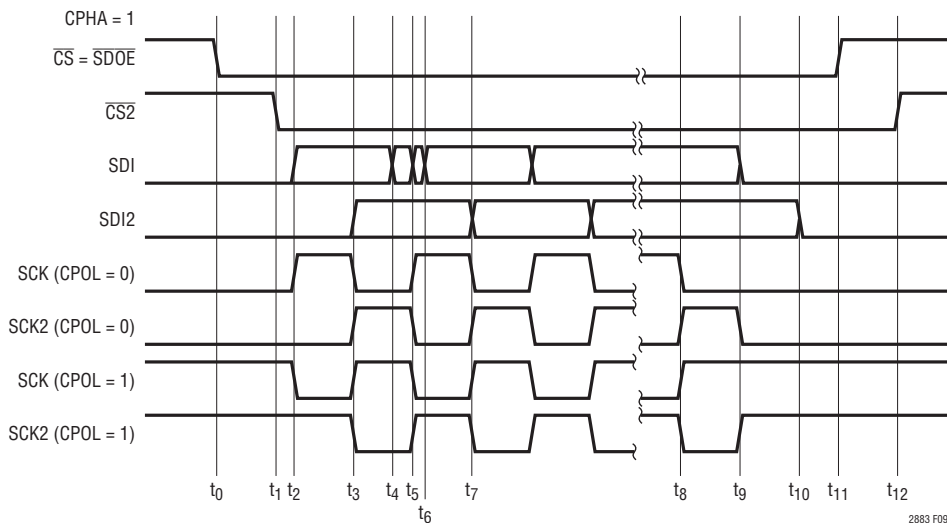 CPHA = 1
CS = SDOE
CS2
SDI
SDI2
SCK (CPOL = 0)
SCK2 (CPOL = 0)
SCK (CPOL = 1)
SCK2 (CPOL = 1)
t0 t1 t2 t3 t4 t5 t6 t7 t8 t9 t10 t11 t12
2883 F09